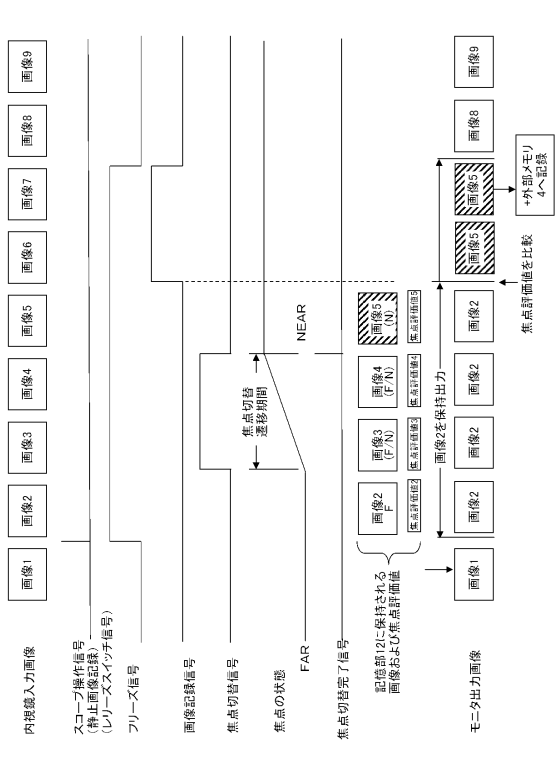 内視鏡入力画像
画像1
画像2
画像3
画像4
画像5
画像6
画像7
画像8
画像9
スコープ操作信号
(静止画像記録)
(レリーズスイッチ信号)
フリーズ信号
画像記録信号
焦点切替信号
焦点切替
遷移期間
焦点の状態
FAR
NEAR
焦点切替完了信号
記憶部12に保持される
画像および焦点評価値
画像2
F
画像3
(F/N)
画像4
(F/N)
画像5
(N)
焦点評価値2
焦点評価値3
焦点評価値4
焦点評価値5
画像2を保持出力
モニタ出力画像
画像1
画像2
画像2
画像2
画像2
画像5
画像5
画像8
画像9
焦点評価値を比較
+外部メモリ
4へ記録